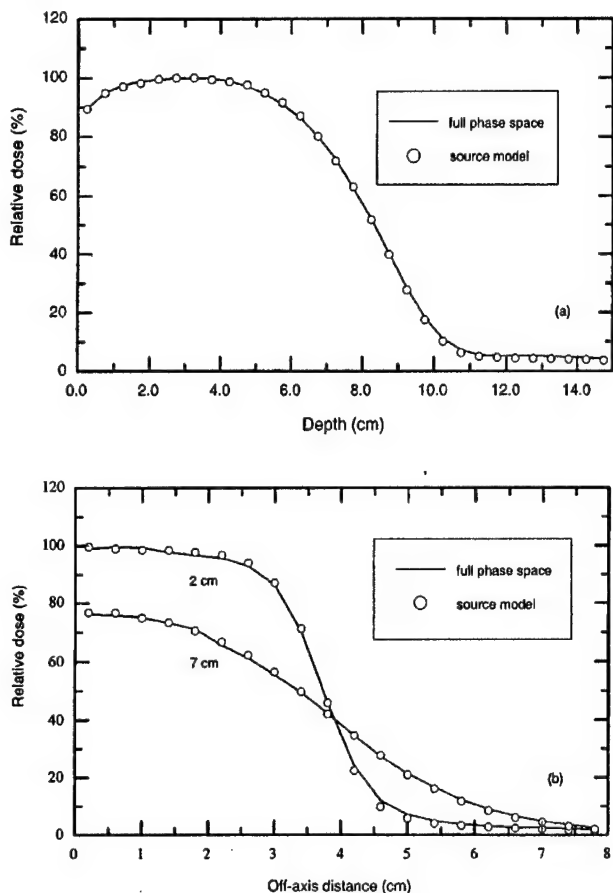 120
100
80
60
40
20
0
Relative dose (%)
full phase space
source model
(a)
0.0 2.0 4.0 6.0 8.0 10.0 12.0 14.0
Depth (cm)
120
100
80
60
40
20
0
Relative dose (%)
2 cm
7 cm
full phase space
source model
(b)
0 1 2 3 4 5 6 7 8
Off-axis distance (cm)